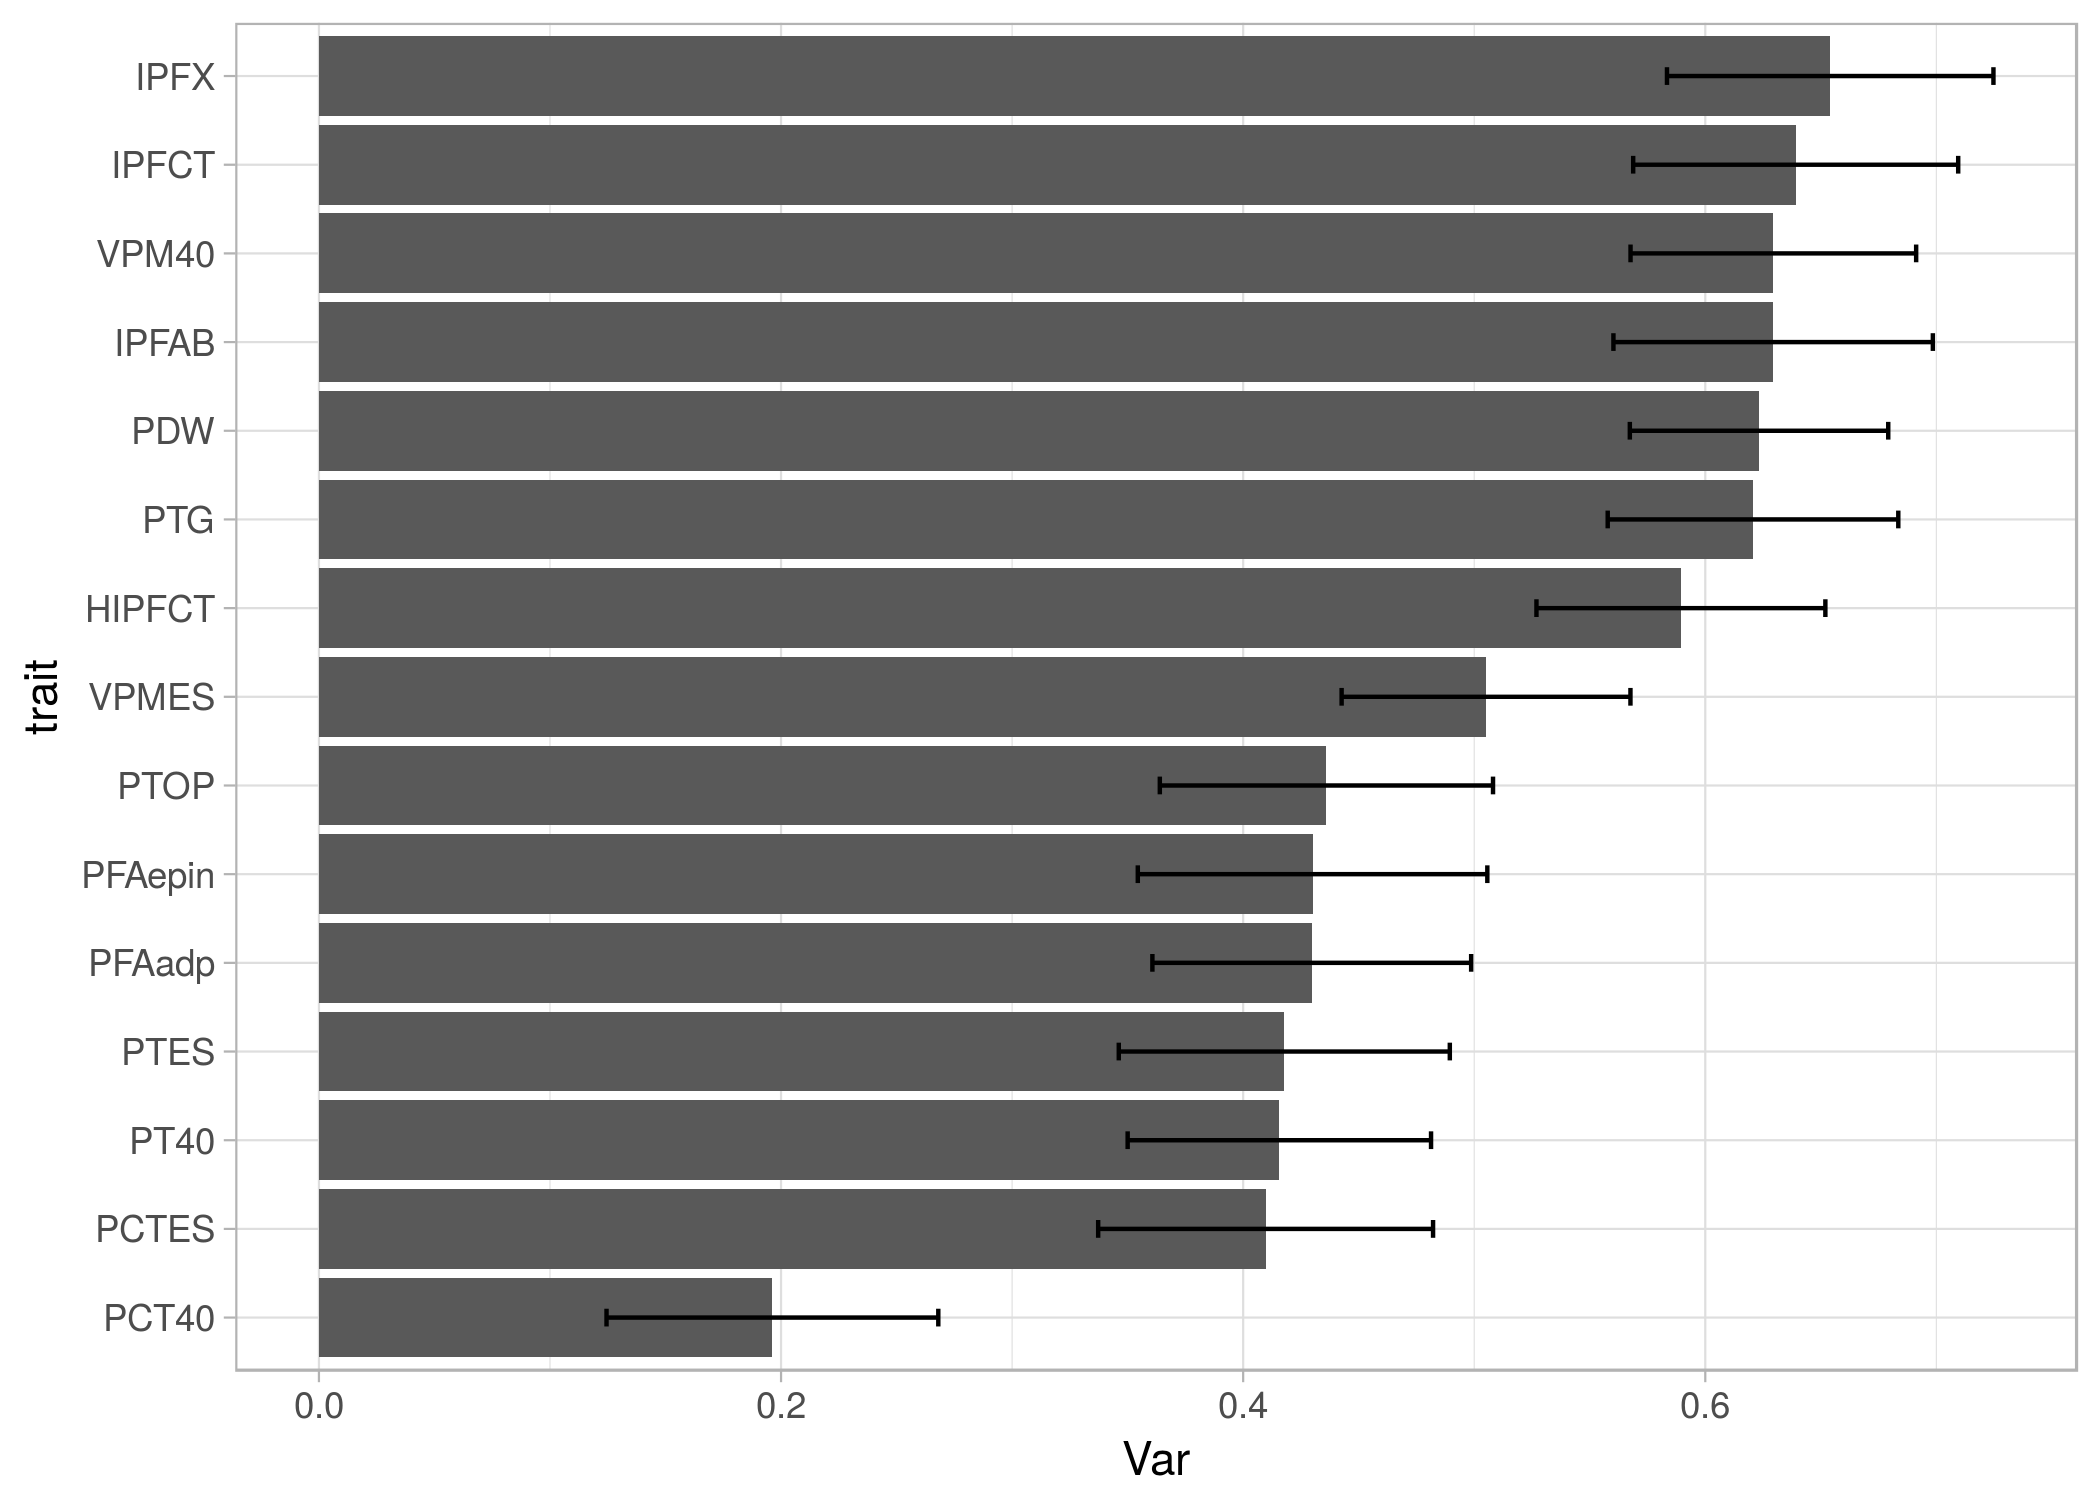 IPFX
IPFCT
VPM40
IPFAB
PDW
PTG
HIPFCT
VPMES
PTOP
PFAepin
PFAadp
PTES
PT40
PCTES
PCT40
trait
0.0 0.2 0.4 0.6
Var